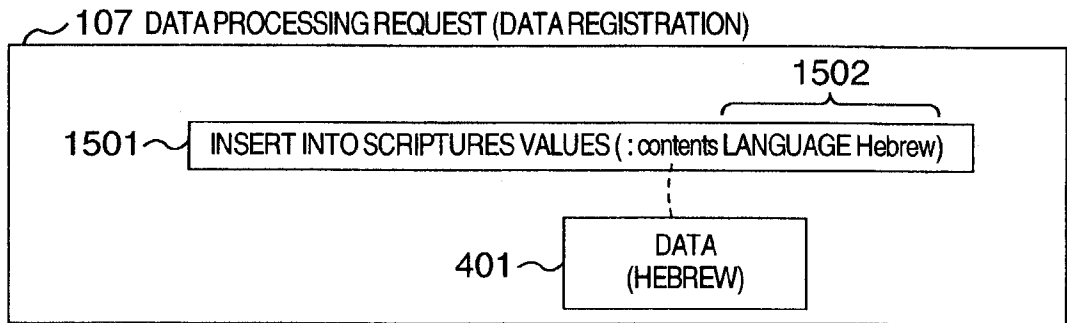 107 DATA PROCESSING REQUEST (DATA REGISTRATION)
1502
1501 INSERT INTO SCRIPTURES VALUES ( : contents LANGUAGE Hebrew)
401 DATA
(HEBREW)